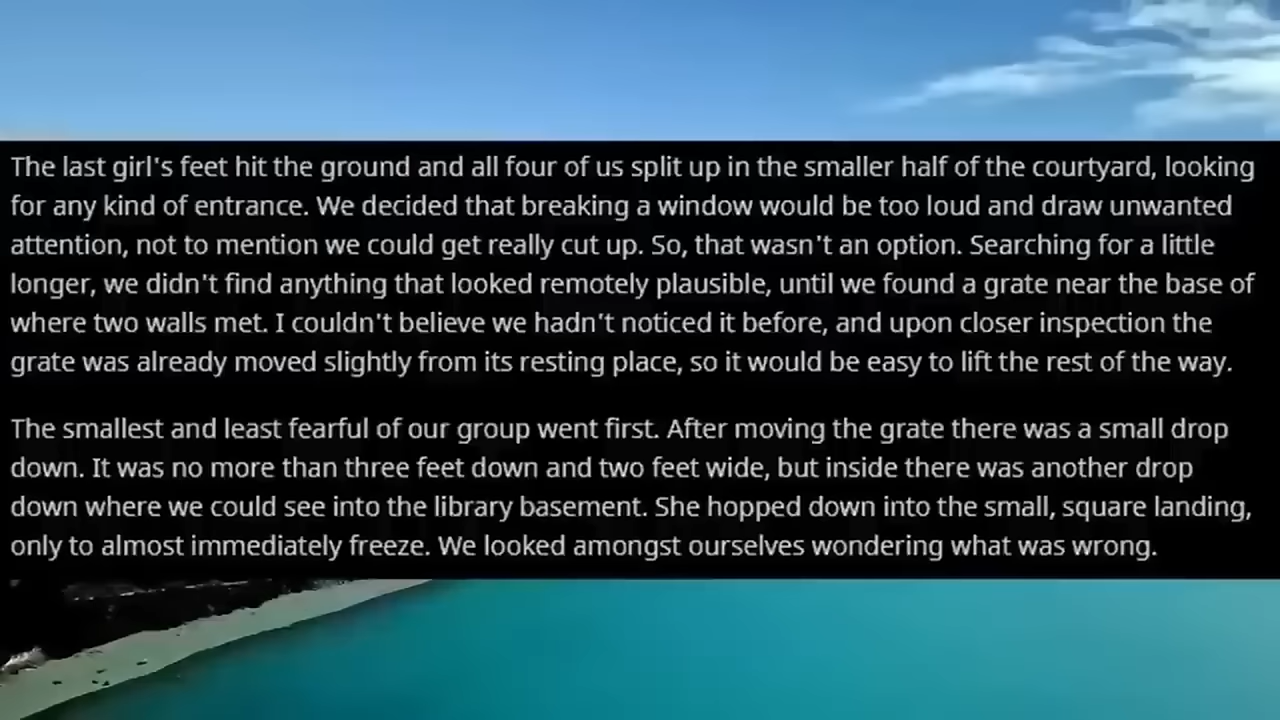 The last girl's feet hit the ground and all four of us split up in the smaller half of the courtyard, looking
for any kind of entrance. We decided that breaking a window would be too loud and draw unwanted
attention, not to mention we could get really cut up. So, that wasn't an option. Searching for a little
longer, we didn't find anything that looked remotely plausible, until we found a grate near the base of
where two walls met. I couldn't believe we hadn't noticed it before, and upon closer inspection the
grate was already moved slightly from its resting place, so it would be easy to lift the rest of the way.
The smallest and least fearful of our group went first. After moving the grate there was a small drop
down. It was no more than three feet down and two feet wide, but inside there was another drop
down where we could see into the library basement. She hopped down into the small, square landing,
only to almost immediately freeze. We looked amongst ourselves wondering what was wrong.